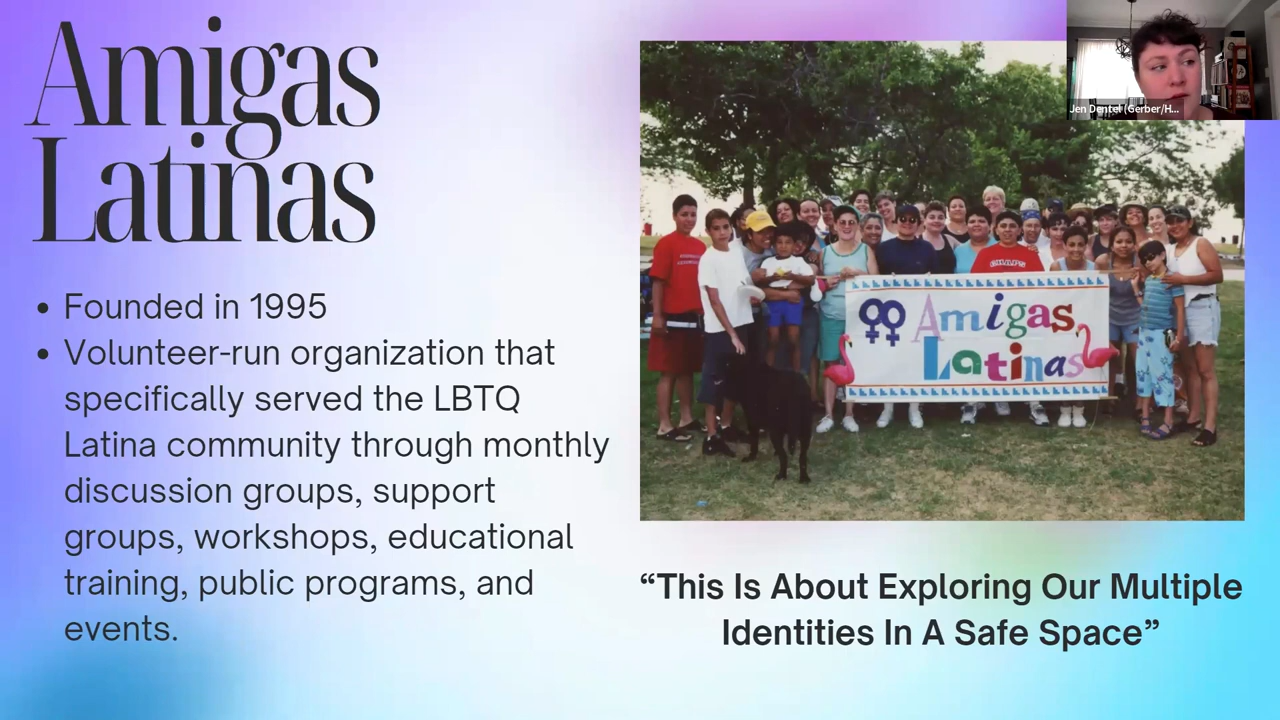 Amigas
Latinas
• Founded in 1995
• Volunteer-run organization that
specifically served the LBTQ
Latina community through monthly
discussion groups, support
groups, workshops, educational
training, public programs, and
events.
Jen Dentel (Gerber/H...
CHAPS
Amigas
Latinas
“This Is About Exploring Our Multiple
Identities In A Safe Space”